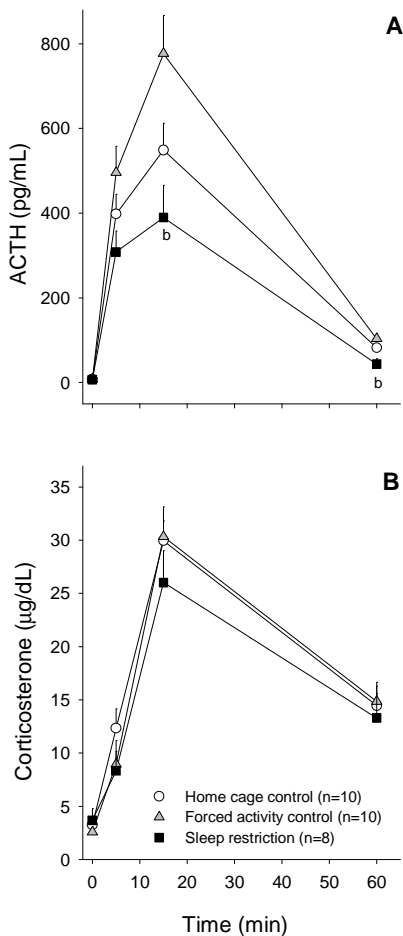 A
800
600
400
200
0
ACTH (pg/mL)
b
b
B
35
30
25
20
15
10
5
0
Corticosterone (μg/dL)
Home cage control (n=10)
Forced activity control (n=10)
Sleep restriction (n=8)
0 10 20 30 40 50 60
Time (min)